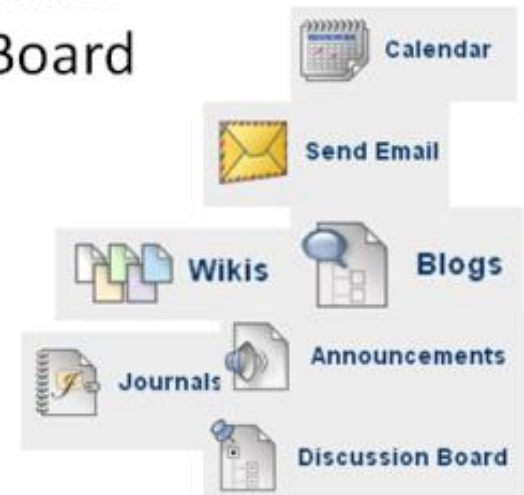 Board
Calendar
Send Email
Wikis
Blogs
Announcements
Journals
Discussion Board